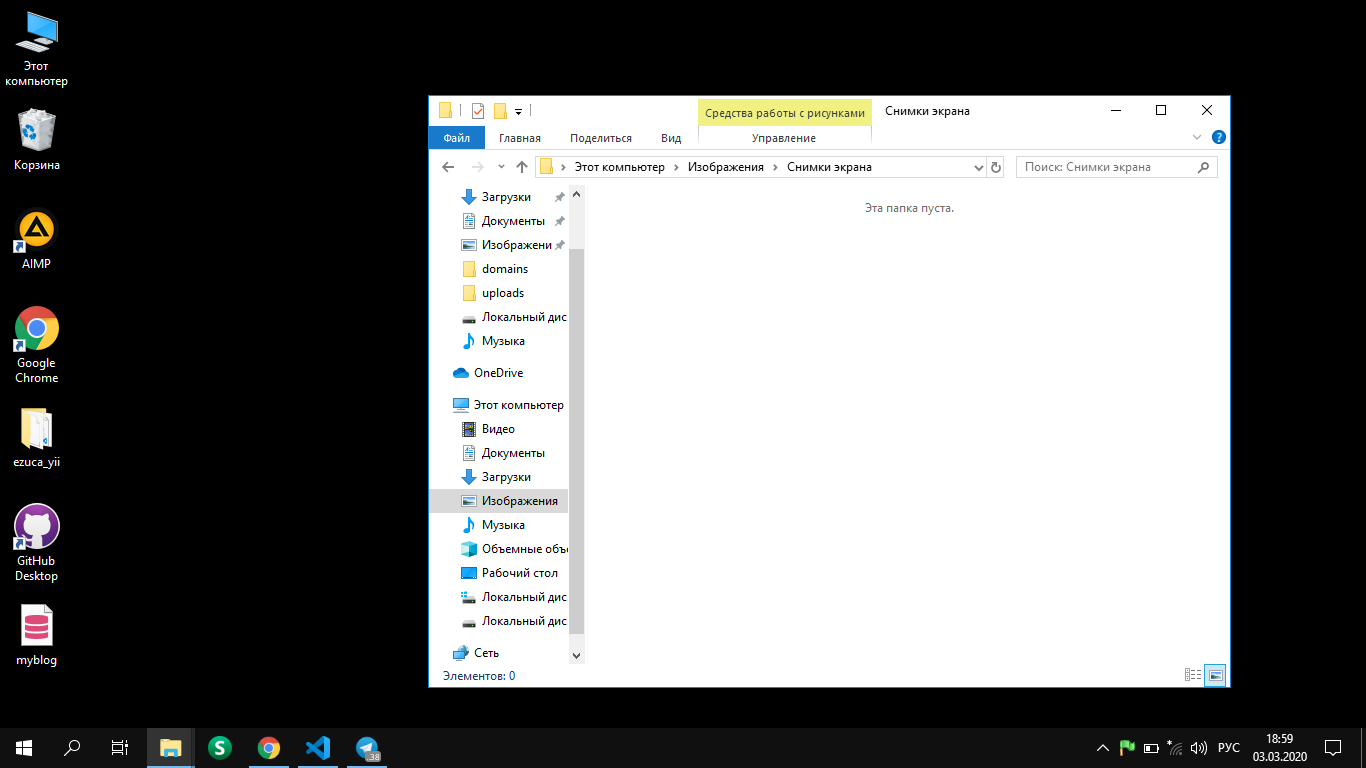 Этот
компьютер
Корзина
AIMP
Google
Chrome
ezuca_yii
GitHub
Desktop
myblog
Средства работы с рисунками
Снимки экрана
Файл
Главная
Поделиться
Вид
Управление
Этот компьютер
Изображения
Снимки экрана
Поиск: Снимки экрана
Загрузки
Документы
Изображени
domains
uploads
Локальный дис
Музыка
OneDrive
Этот компьютер
Видео
Документы
Загрузки
Изображения
Музыка
Объемные объ
Рабочий стол
Локальный дис
Локальный дис
Сеть
Эта папка пуста.
Элементов: 0
S
38
РУС
18:59
03.03.2020